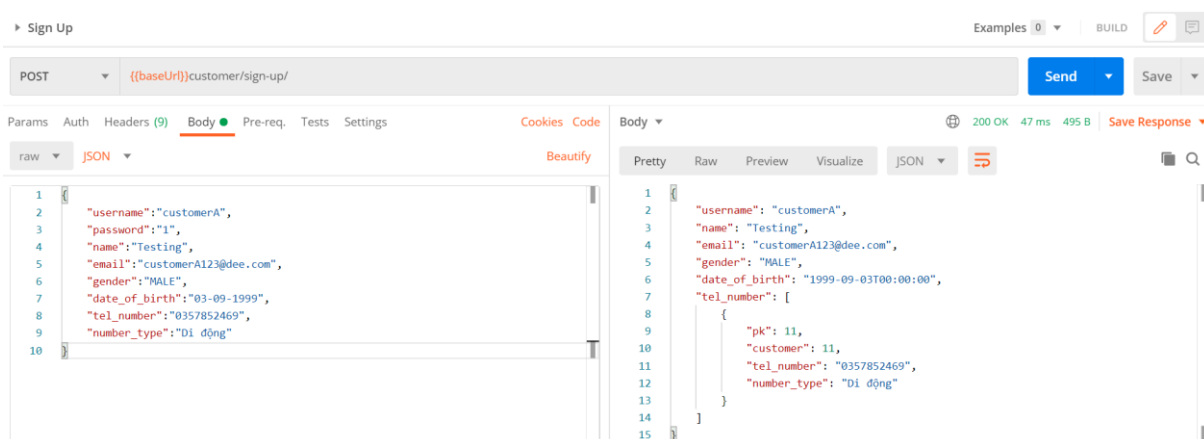 Sign Up
Examples 0 BUILD
POST {{baseUrl}}customer/sign-up/ Send Save
Params Auth Headers (9) Body Pre-req. Tests Settings Cookies Code
raw JSON Beautify
1 {
2 "username":"customerA",
3 "password":"1",
4 "name":"Testing",
5 "email":"customerA123@dee.com",
6 "gender":"MALE",
7 "date_of_birth":"03-09-1999",
8 "tel_number":"0357852469",
9 "number_type":"Di động"
10 }
Body 200 OK 47 ms 495 B Save Response
Pretty Raw Preview Visualize JSON
1 {
2 "username": "customerA",
3 "name": "Testing",
4 "email": "customerA123@dee.com",
5 "gender": "MALE",
6 "date_of_birth": "1999-09-03T00:00:00",
7 "tel_number": [
8 {
9 "pk": 11,
10 "customer": 11,
11 "tel_number": "0357852469",
12 "number_type": "Di động"
13 }
14 ]
15 }